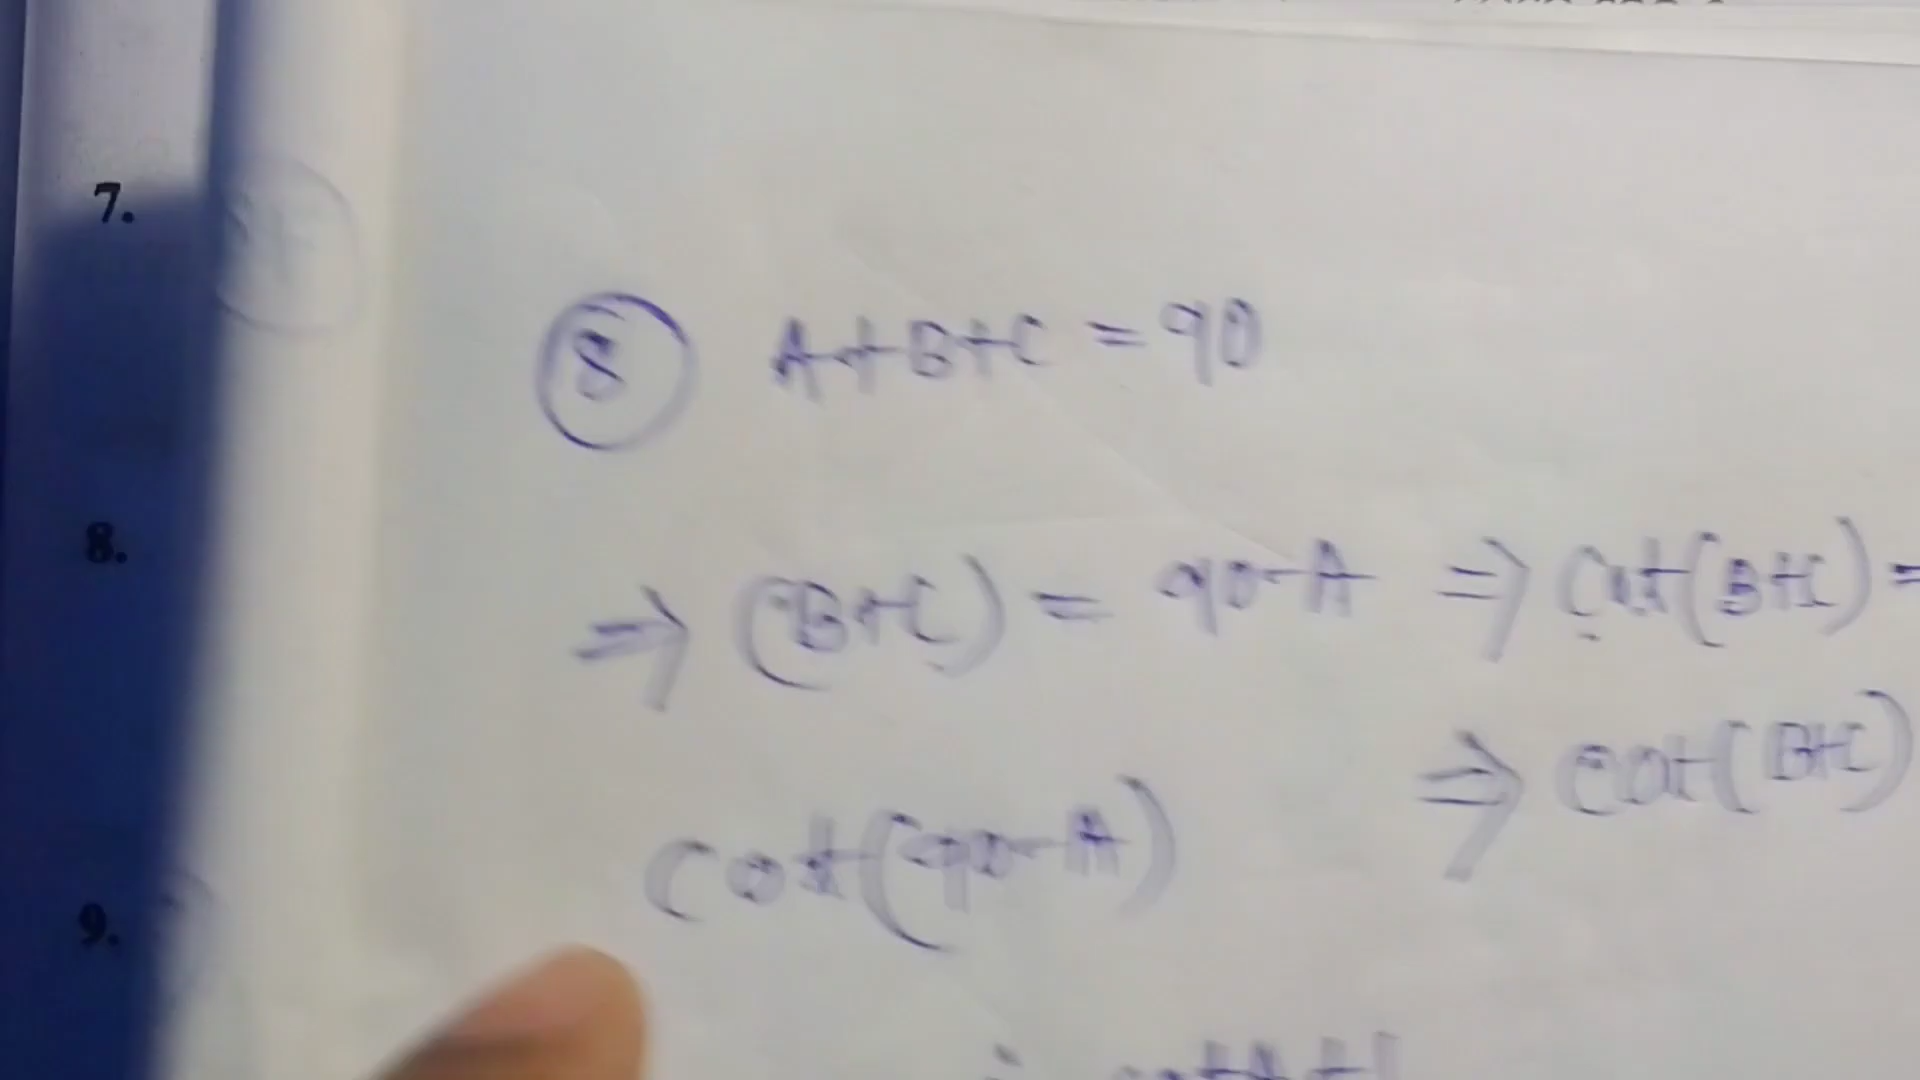 7.
8 A+B+C = 90
8.
⇒ (B+C) = 90-A ⇒ Cot(B+C) =
⇒ Cot(B+C)
Cot(90-A)
9.